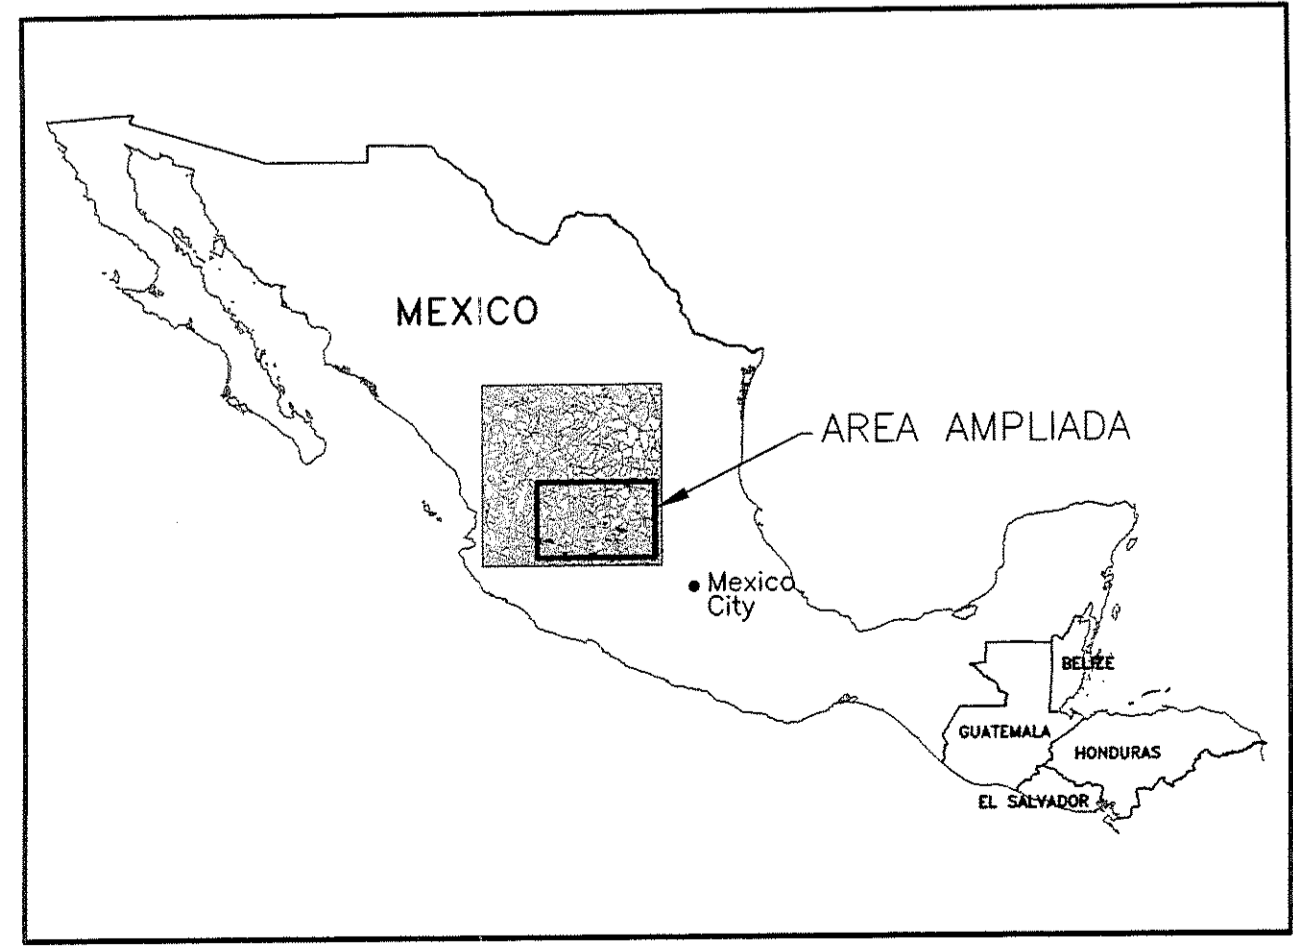 MEXICO
AREA AMPLIADA
Mexico
City
BELIZE
GUATEMALA
HONDURAS
EL SALVADOR